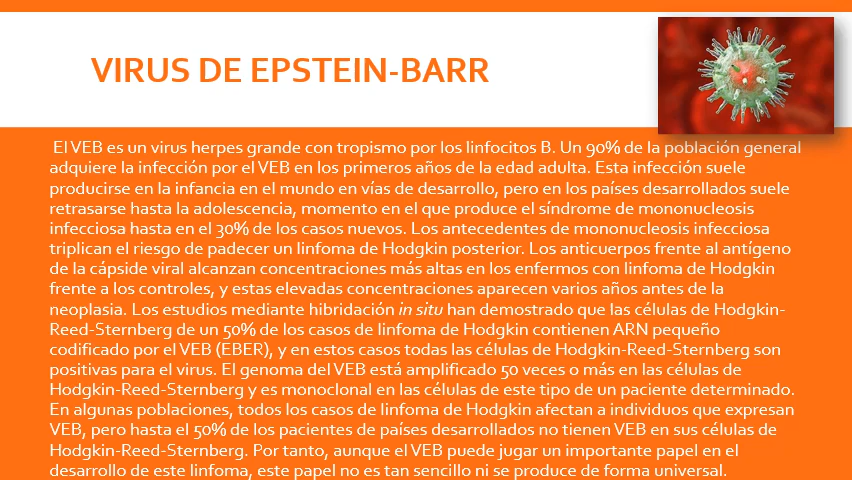 VIRUS DE EPSTEIN-BARR
El VEB es un virus herpes grande con tropismo por los linfocitos B. Un 90% de la población general
adquiere la infección por el VEB en los primeros años de la edad adulta. Esta infección suele
producirse en la infancia en el mundo en vías de desarrollo, pero en los países desarrollados suele
retrasarse hasta la adolescencia, momento en el que produce el síndrome de mononucleosis
infecciosa hasta en el 30% de los casos nuevos. Los antecedentes de mononucleosis infecciosa
triplican el riesgo de padecer un linfoma de Hodgkin posterior. Los anticuerpos frente al antígeno
de la cápside viral alcanzan concentraciones más altas en los enfermos con linfoma de Hodgkin
frente a los controles, y estas elevadas concentraciones aparecen varios años antes de la
neoplasia. Los estudios mediante hibridación in situ han demostrado que las células de Hodgkin-
Reed-Sternberg de un 50% de los casos de linfoma de Hodgkin contienen ARN pequeño
codificado por el VEB (EBER), y en estos casos todas las células de Hodgkin-Reed-Sternberg son
positivas para el virus. El genoma del VEB está amplificado 50 veces o más en las células de
Hodgkin-Reed-Sternberg y es monoclonal en las células de este tipo de un paciente determinado.
En algunas poblaciones, todos los casos de linfoma de Hodgkin afectan a individuos que expresan
VEB, pero hasta el 50% de los pacientes de países desarrollados no tienen VEB en sus células de
Hodgkin-Reed-Sternberg. Por tanto, aunque el VEB puede jugar un importante papel en el
desarrollo de este linfoma, este papel no es tan sencillo ni se produce de forma universal.